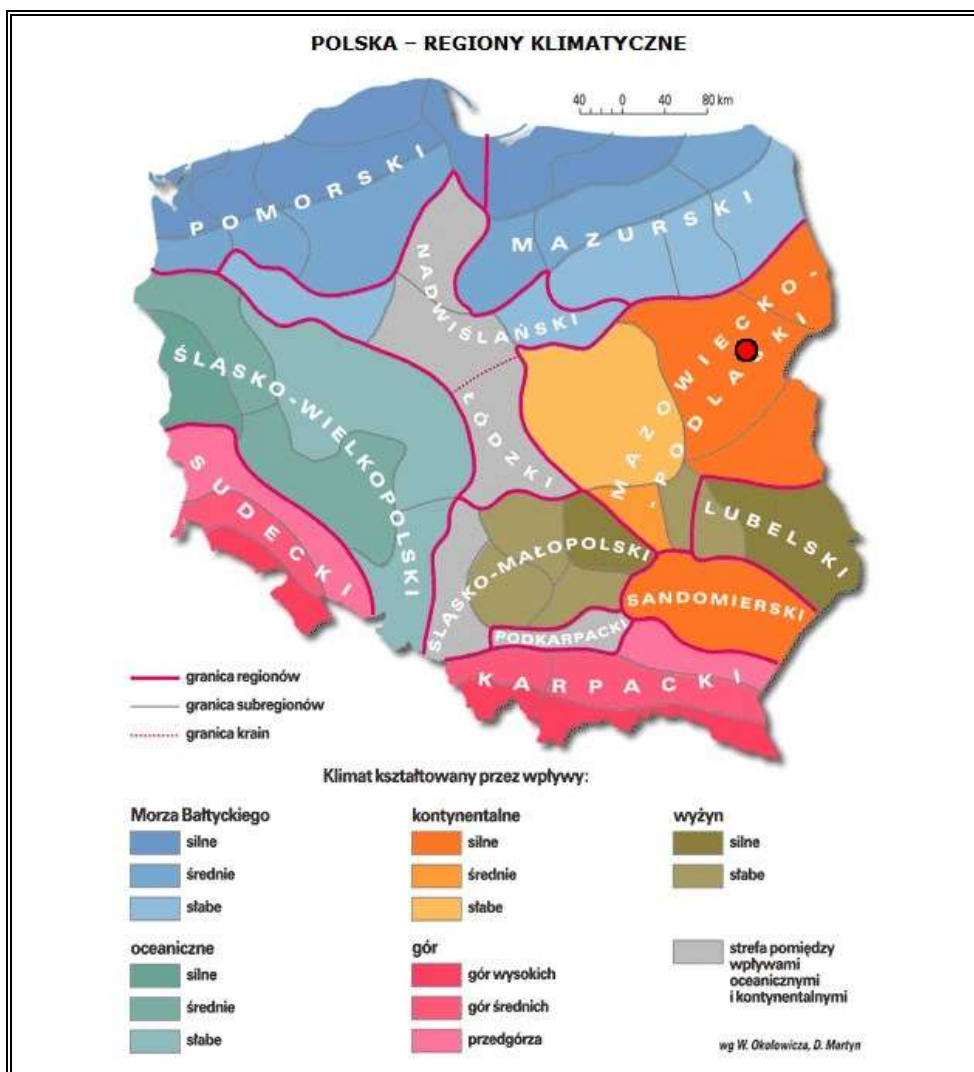 POLSKA – REGIONY KLIMATYCZNE
40 0 40 80 km
POMORSKI
MAZURSKI
NADWIŚLAŃSKI
MAZOWIECKO-
-PODLASKI
ŚLĄSKO-WIELKOPOLSKI
ŁÓDZKI
SUDECKI
LUBELSKI
ŚLĄSKO-MAŁOPOLSKI
SANDOMIERSKI
PODKARPACKI
KARPACKI
granica regionów
granica subregionów
granica krain
Klimat kształtowany przez wpływy:
Morza Bałtyckiego
silne
średnie
słabe
kontynentalne
silne
średnie
słabe
wyżyn
silne
słabe
oceaniczne
silne
średnie
słabe
gór
gór wysokich
gór średnich
przedgórza
strefa pomiędzy
wpływami
oceanicznymi
i kontynentalnymi
wg W. Okołowicza, D. Martyn